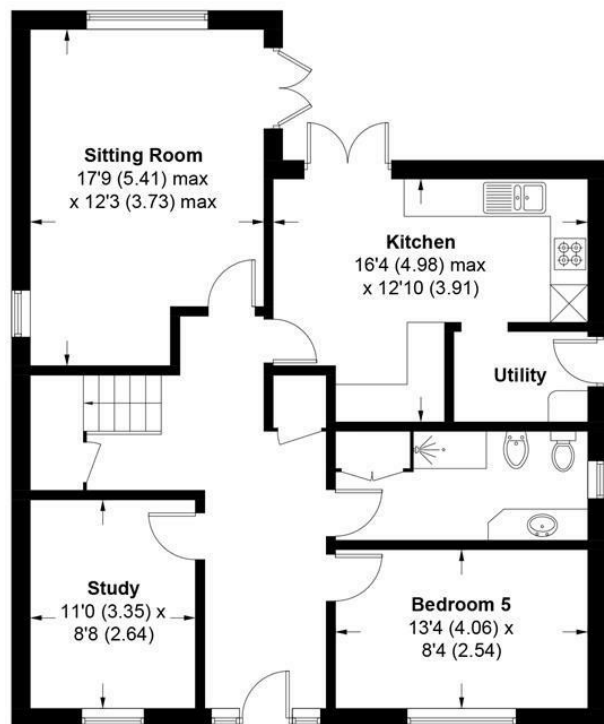 Sitting Room
17'9 (5.41) max
x 12'3 (3.73) max
Kitchen
16'4 (4.98) max
x 12'10 (3.91)
Utility
Study
11'0 (3.35) x
8'8 (2.64)
Bedroom 5
13'4 (4.06) x
8'4 (2.54)